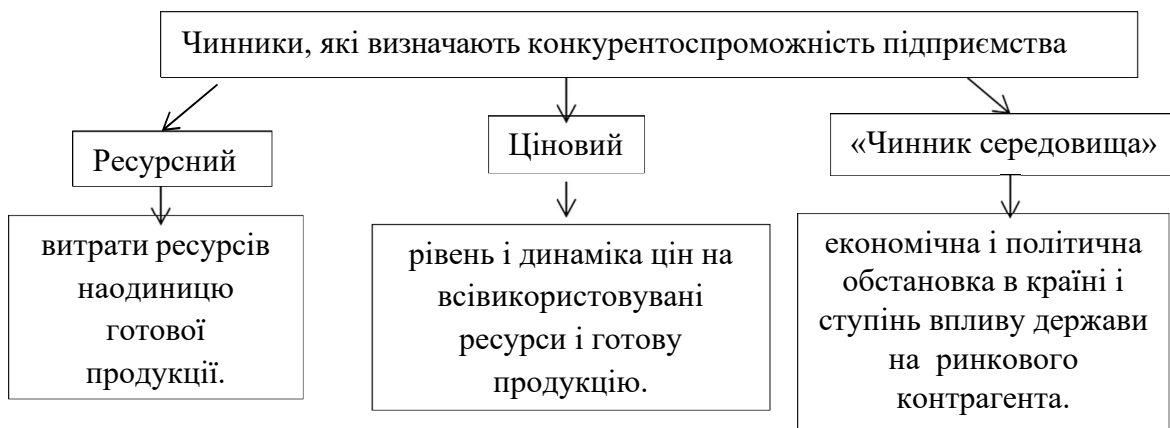 Чинники, які визначають конкурентоспроможність підприємства
Ресурсний
Ціновий
«Чинник середовища»
витрати ресурсів
наодиницю
готової
продукції.
рівень і динаміка цін на
всівикористовувані
ресурси і готову
продукцію.
економічна і політична
обстановка в країні і
ступінь впливу держави
на ринкового
контрагента.